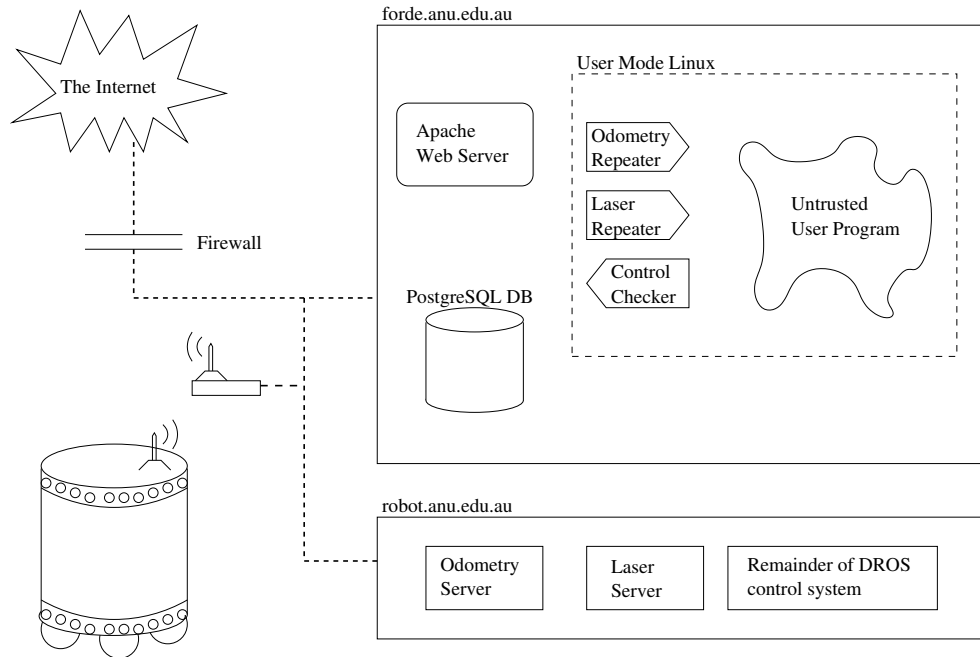 forde.anu.edu.au
The Internet
User Mode Linux
Apache
Web Server
Odometry
Repeater
Laser
Repeater
Untrusted
User Program
Firewall
Control
Checker
PostgreSQL DB
robot.anu.edu.au
Odometry
Server
Laser
Server
Remainder of DROS
control system